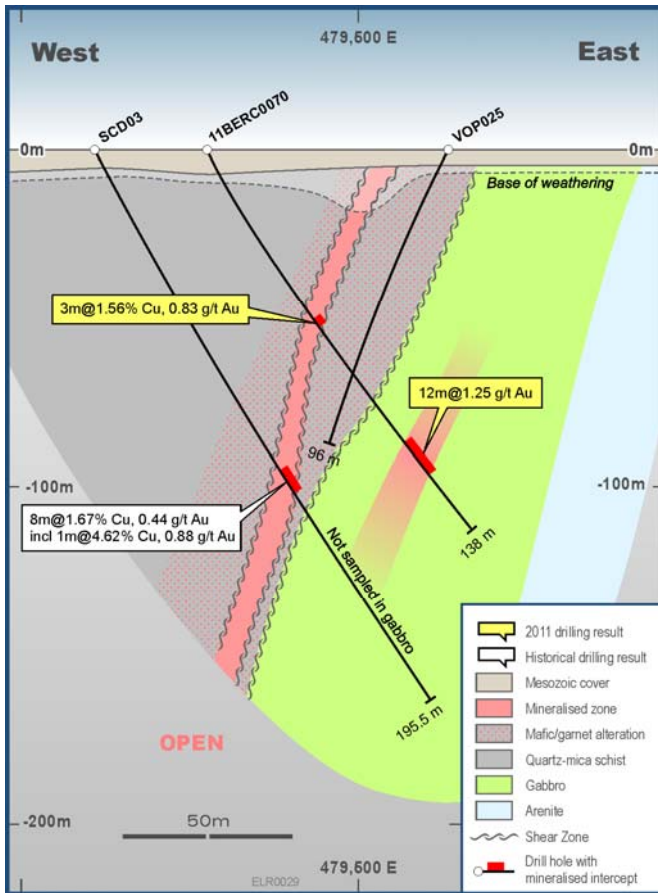 479,600 E
West
East
SCD03
11BERC0070
VOP025
0m
0m
Base of weathering
3m@1.56% Cu, 0.83 g/t Au
12m@1.25 g/t Au
96 m
-100m
-100m
8m@1.67% Cu, 0.44 g/t Au
incl 1m@4.62% Cu, 0.88 g/t Au
138 m
Not sampled in gabbro
195.5 m
OPEN
50m
-200m
479,600 E
ELR0029
2011 drilling result
Historical drilling result
Mesozoic cover
Mineralised zone
Mafic/garnet alteration
Quartz-mica schist
Gabbro
Arenite
Shear Zone
Drill hole with
mineralised intercept